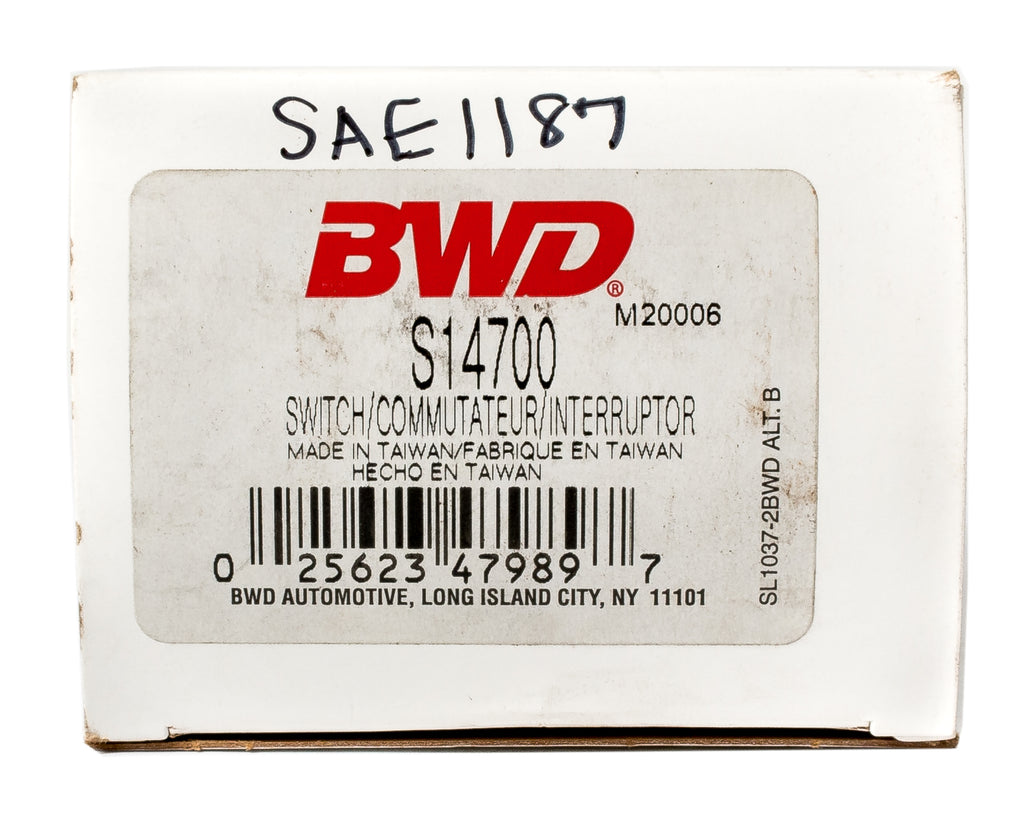 SAE1187
BWD®
M20006
S14700
SWITCH/COMMUTATEUR/INTERRUPTOR
MADE IN TAIWAN/FABRIQUE EN TAIWAN
HECHO EN TAIWAN
0 25623 47989 7
BWD AUTOMOTIVE, LONG ISLAND CITY, NY 11101
SL1037-2BWD ALT. B